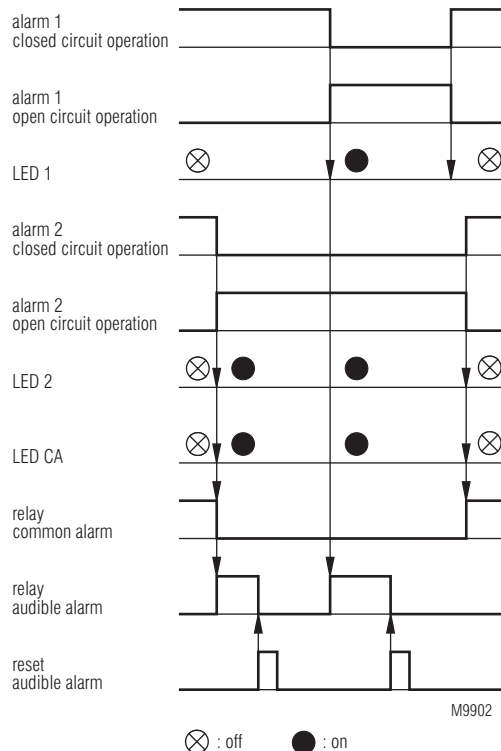 alarm 1
closed circuit operation
alarm 1
open circuit operation
LED 1
alarm 2
closed circuit operation
alarm 2
open circuit operation
LED 2
LED CA
relay
common alarm
relay
audible alarm
reset
audible alarm
M9902
: off : on